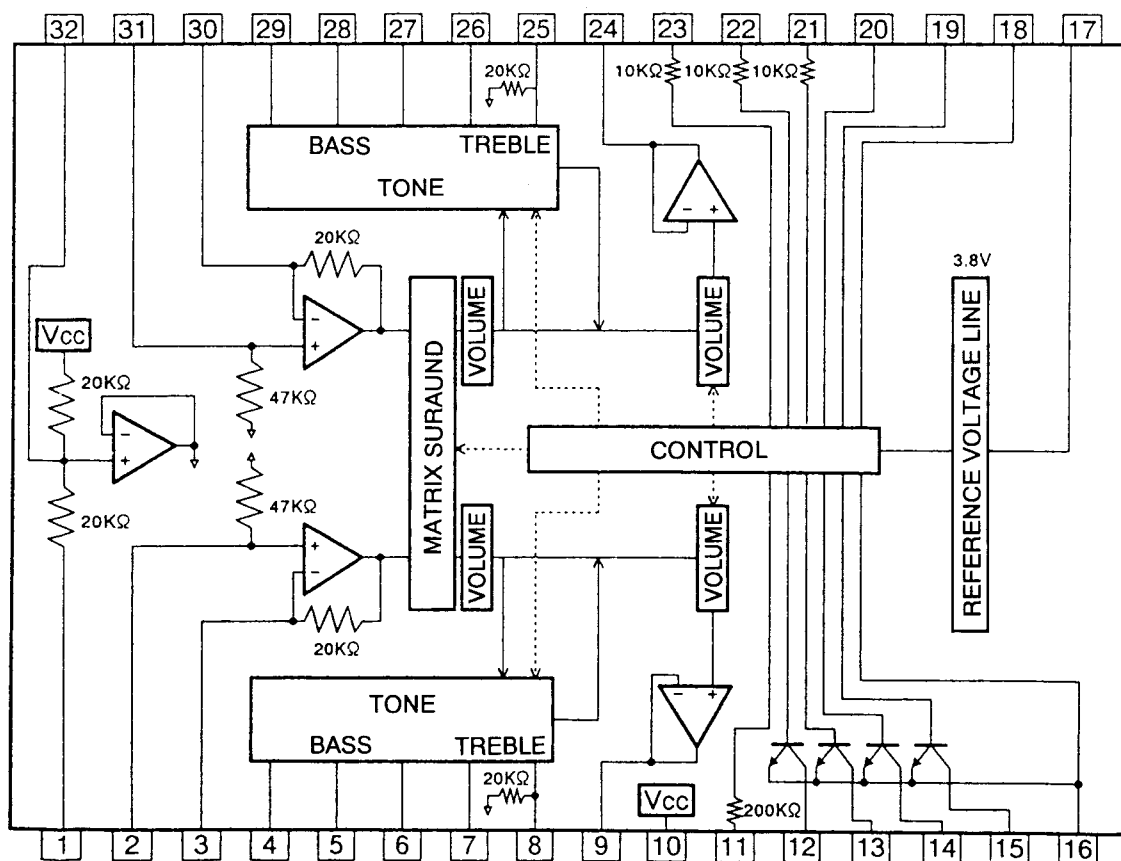 32 31 30 29 28 27 26 25 24 23 22 21 20 19 18 17
20KΩ 10KΩ 10KΩ 10KΩ
BASS TREBLE
TONE
20KΩ
3.8V
VCC
20KΩ
47KΩ
MATRIX SURAUND
VOLUME
VOLUME
CONTROL
REFERENCE VOLTAGE LINE
20KΩ
47KΩ
VOLUME
VOLUME
20KΩ
TONE
BASS TREBLE
20KΩ
VCC
200KΩ
1 2 3 4 5 6 7 8 9 10 11 12 13 14 15 16
- +
- +
- +
+ -
- +